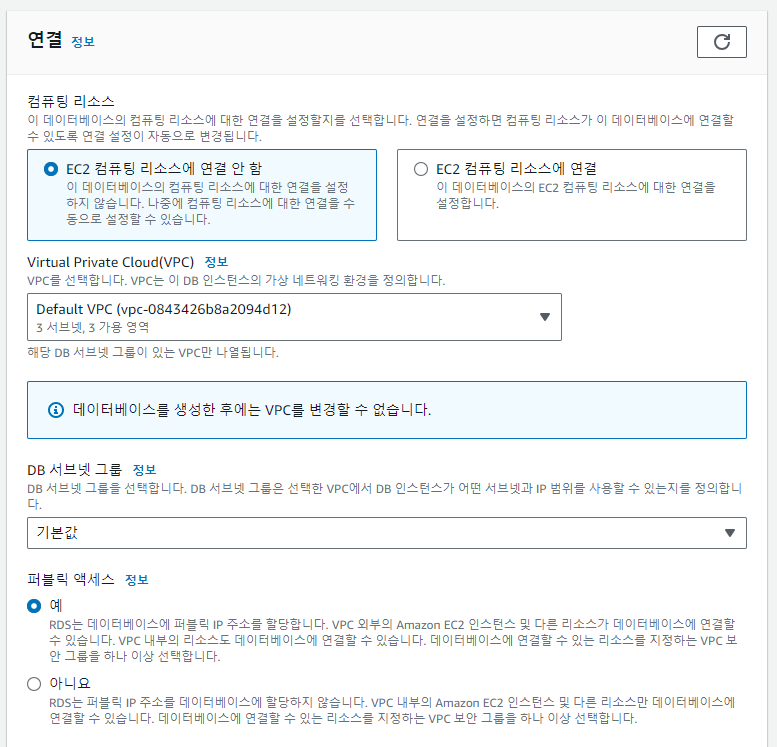 연결 정보
컴퓨팅 리소스
이 데이터베이스의 컴퓨팅 리소스에 대한 연결을 설정할지를 선택합니다. 연결을 설정하면 컴퓨팅 리소스가 이 데이터베이스에 연결할
수 있도록 연결 설정이 자동으로 변경됩니다.
EC2 컴퓨팅 리소스에 연결 안 함
이 데이터베이스의 컴퓨팅 리소스에 대한 연결을 설정
하지 않습니다. 나중에 컴퓨팅 리소스에 대한 연결을 수
동으로 설정할 수 있습니다.
EC2 컴퓨팅 리소스에 연결
이 데이터베이스의 EC2 컴퓨팅 리소스에 대한 연결을
설정합니다.
Virtual Private Cloud(VPC) 정보
VPC를 선택합니다. VPC는 이 DB 인스턴스의 가상 네트워킹 환경을 정의합니다.
Default VPC (vpc-0843426b8a2094d12)
3 서브넷, 3 가용 영역
해당 DB 서브넷 그룹이 있는 VPC만 나열됩니다.
데이터베이스를 생성한 후에는 VPC를 변경할 수 없습니다.
DB 서브넷 그룹 정보
DB 서브넷 그룹을 선택합니다. DB 서브넷 그룹은 선택한 VPC에서 DB 인스턴스가 어떤 서브넷과 IP 범위를 사용할 수 있는지를 정의합니
다.
기본값
퍼블릭 액세스 정보
예
RDS는 데이터베이스에 퍼블릭 IP 주소를 할당합니다. VPC 외부의 Amazon EC2 인스턴스 및 다른 리소스가 데이터베이스에 연결할
수 있습니다. VPC 내부의 리소스도 데이터베이스에 연결할 수 있습니다. 데이터베이스에 연결할 수 있는 리소스를 지정하는 VPC 보
안 그룹을 하나 이상 선택합니다.
아니요
RDS는 퍼블릭 IP 주소를 데이터베이스에 할당하지 않습니다. VPC 내부의 Amazon EC2 인스턴스 및 다른 리소스만 데이터베이스에
연결할 수 있습니다. 데이터베이스에 연결할 수 있는 리소스를 지정하는 VPC 보안 그룹을 하나 이상 선택합니다.